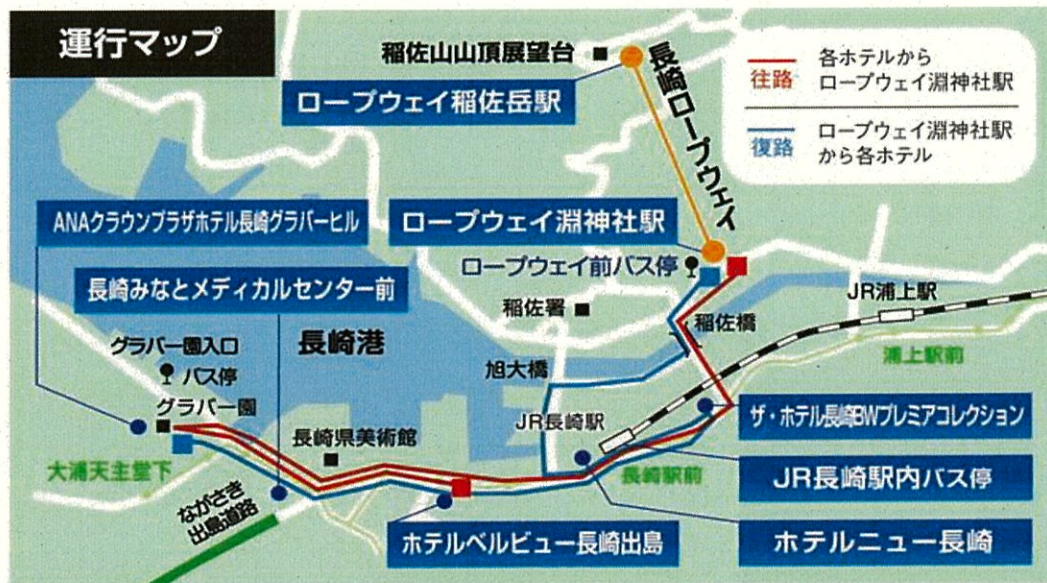 運行マップ
稲佐山山頂展望台
ロープウェイ稲佐岳駅
長崎ロープウェイ
往路
各ホテルから
ロープウェイ淵神社駅
復路
ロープウェイ淵神社駅
から各ホテル
ANAクラウンプラザホテル長崎グラバーヒル
ロープウェイ淵神社駅
ロープウェイ前バス停
長崎みなとメディカルセンター前
稲佐署
JR浦上駅
稲佐橋
長崎港
浦上駅前
グラバー園入口
バス停
旭大橋
グラバー園
JR長崎駅
ザ・ホテル長崎BWプレミアコレクション
長崎県美術館
大浦天主堂下
長崎駅前
JR長崎駅内バス停
ながさき
出島道路
ホテルベルビュー長崎出島
ホテルニュー長崎